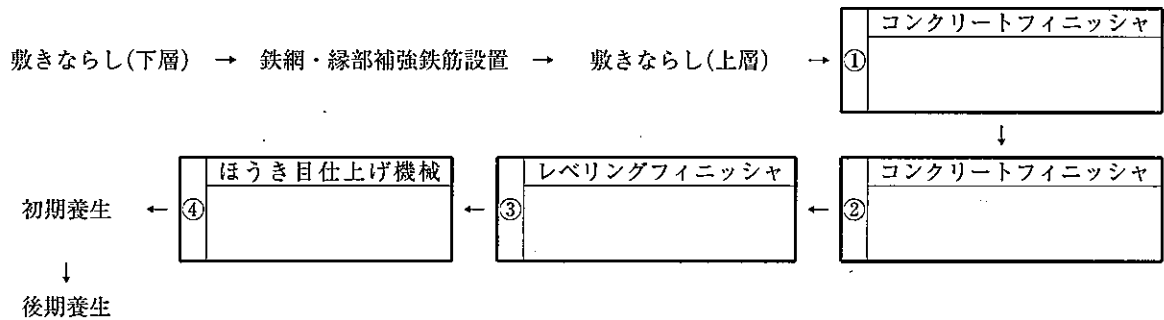 コンクリートフィニッシャ
敷きならし(下層) → 鉄網・縁部補強鉄筋設置 → 敷きならし(上層) → ①
↓
ほうき目仕上げ機械 レベリングフィニッシャ コンクリートフィニッシャ
初期養生 ← ④ ← ③ ← ②
↓
後期養生